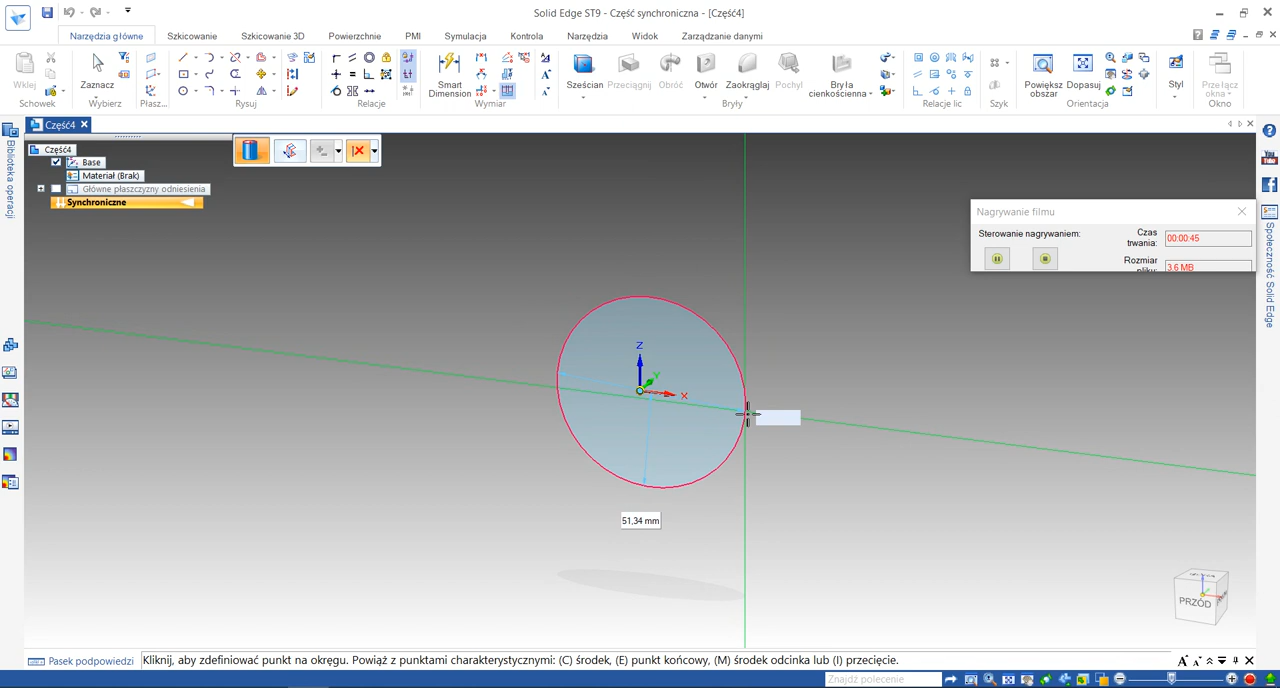 Solid Edge ST9 - Część synchroniczna - [Część4]
Narzędzia główne
Szkicowanie
Szkicowanie 3D
Powierzchnie
PMI
Symulacja
Kontrola
Narzędzia
Widok
Zarządzanie danymi
Wklej
Schowek
Zaznacz
Wybierz
Płasz...
Rysuj
Relacje
Smart
Dimension
Wymiar
Sześcian
Przeciągnij
Obróć
Otwór
Zaokrąglaj
Pochyl
Bryła
cienkościenna
Bryły
Relacje lic
Szyk
Powiększ
obszar
Dopasuj
Orientacja
Styl
Przełącz
okna
Okno
Część4
Biblioteka operacji
Część4
Base
Materiał (Brak)
Główne płaszczyzny odniesienia
Synchroniczne
Nagrywanie filmu
Sterowanie nagrywaniem:
Czas
trwania:
00:00:45
Rozmiar
pliku:
3.6 MB
Społeczność Solid Edge
You
Tube
Z
Y
X
51,34 mm
PRZÓD
Pasek podpowiedzi
Kliknij, aby zdefiniować punkt na okręgu. Powiąż z punktami charakterystycznymi: (C) środek, (E) punkt końcowy, (M) środek odcinka lub (I) przecięcie.
Znajdź polecenie